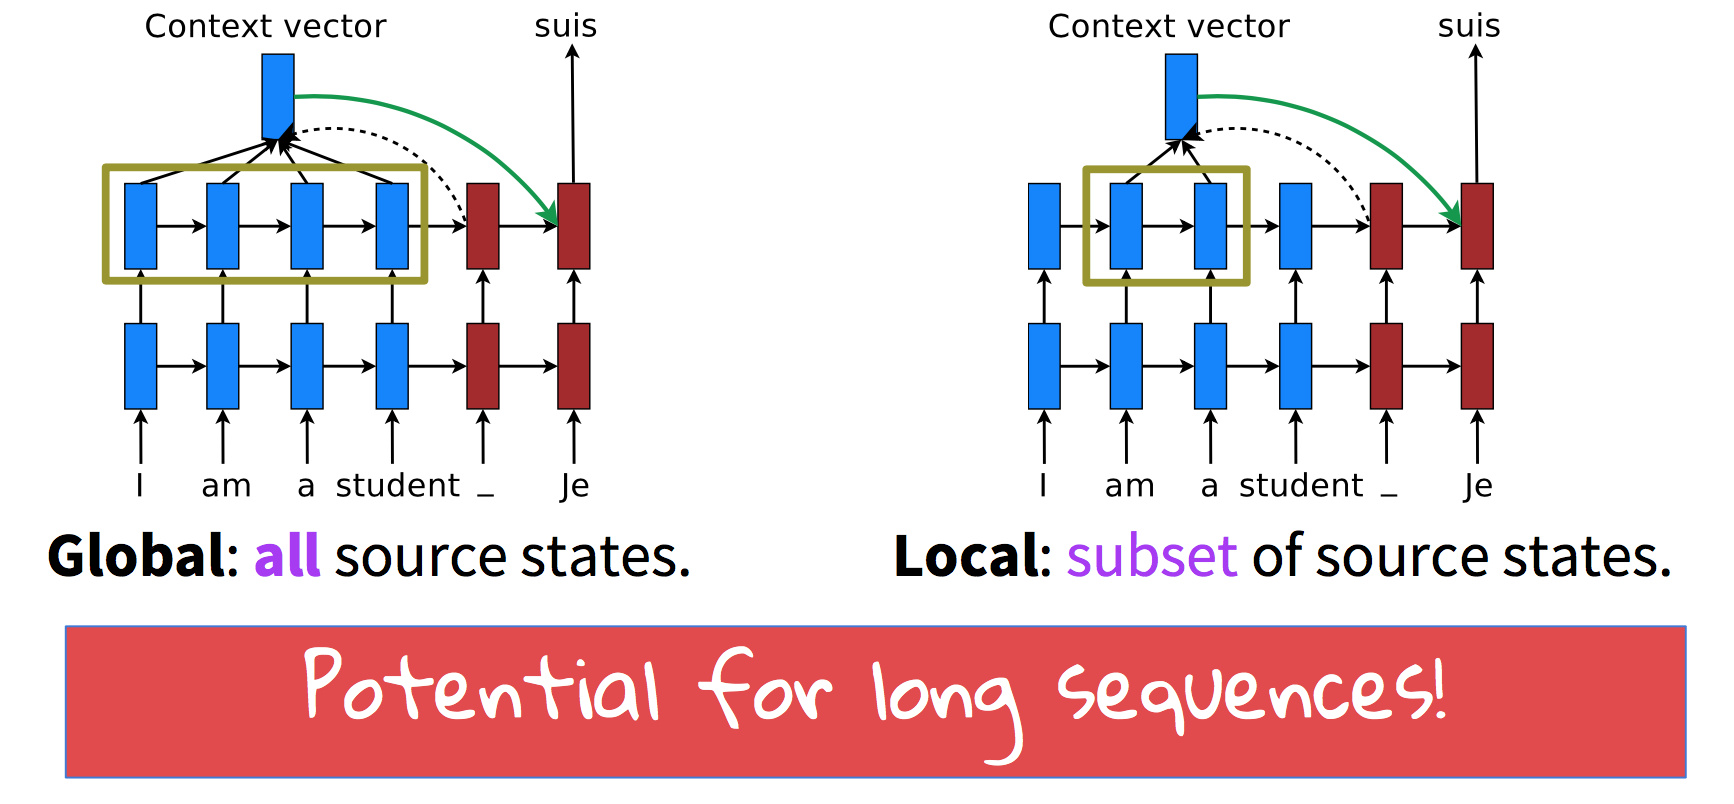 Context vector suis
I am a student _ Je
Global: all source states.
Context vector suis
I am a student _ Je
Local: subset of source states.
Potential for long sequences!